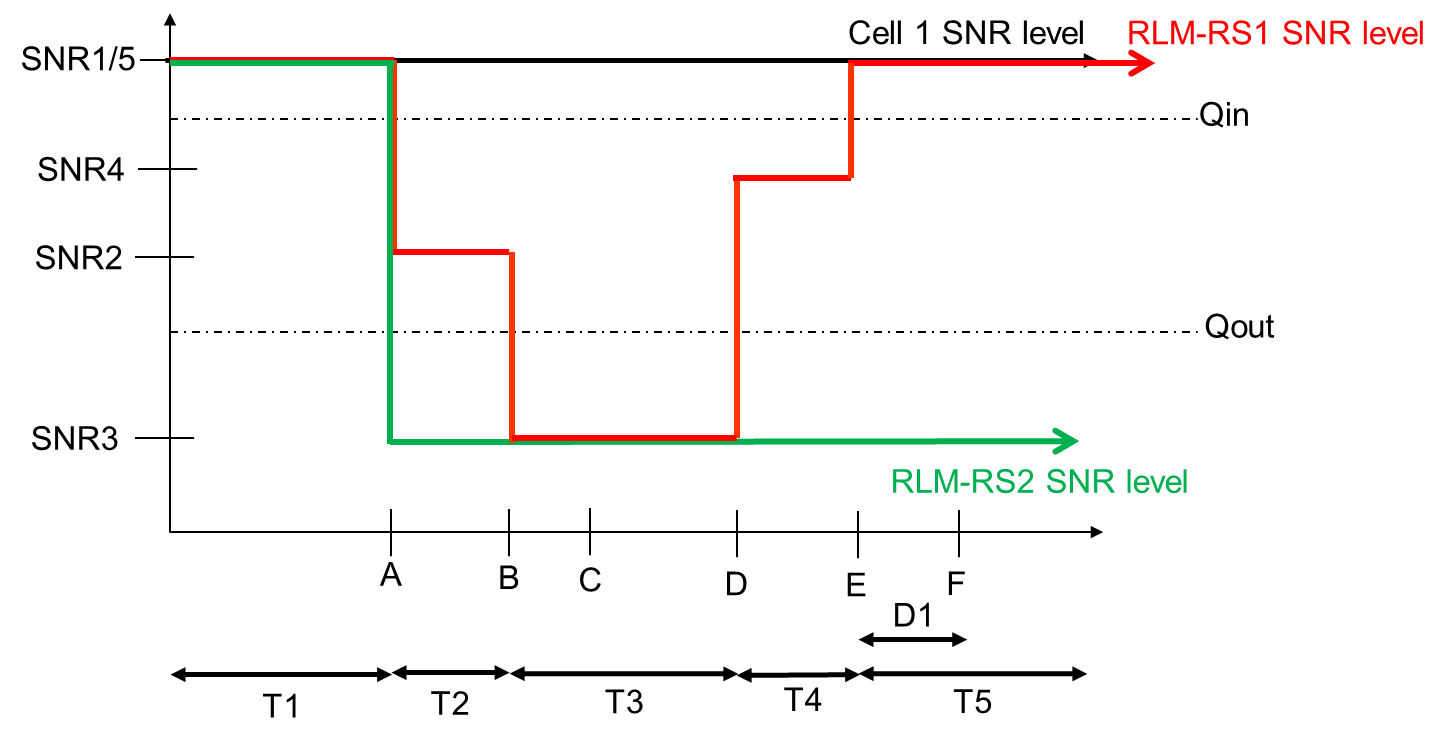 Cell 1 SNR level
RLM-RS1 SNR level
SNR1/5
Qin
SNR4
SNR2
Qout
SNR3
RLM-RS2 SNR level
A
B
C
D
E
F
D1
T1
T2
T3
T4
T5